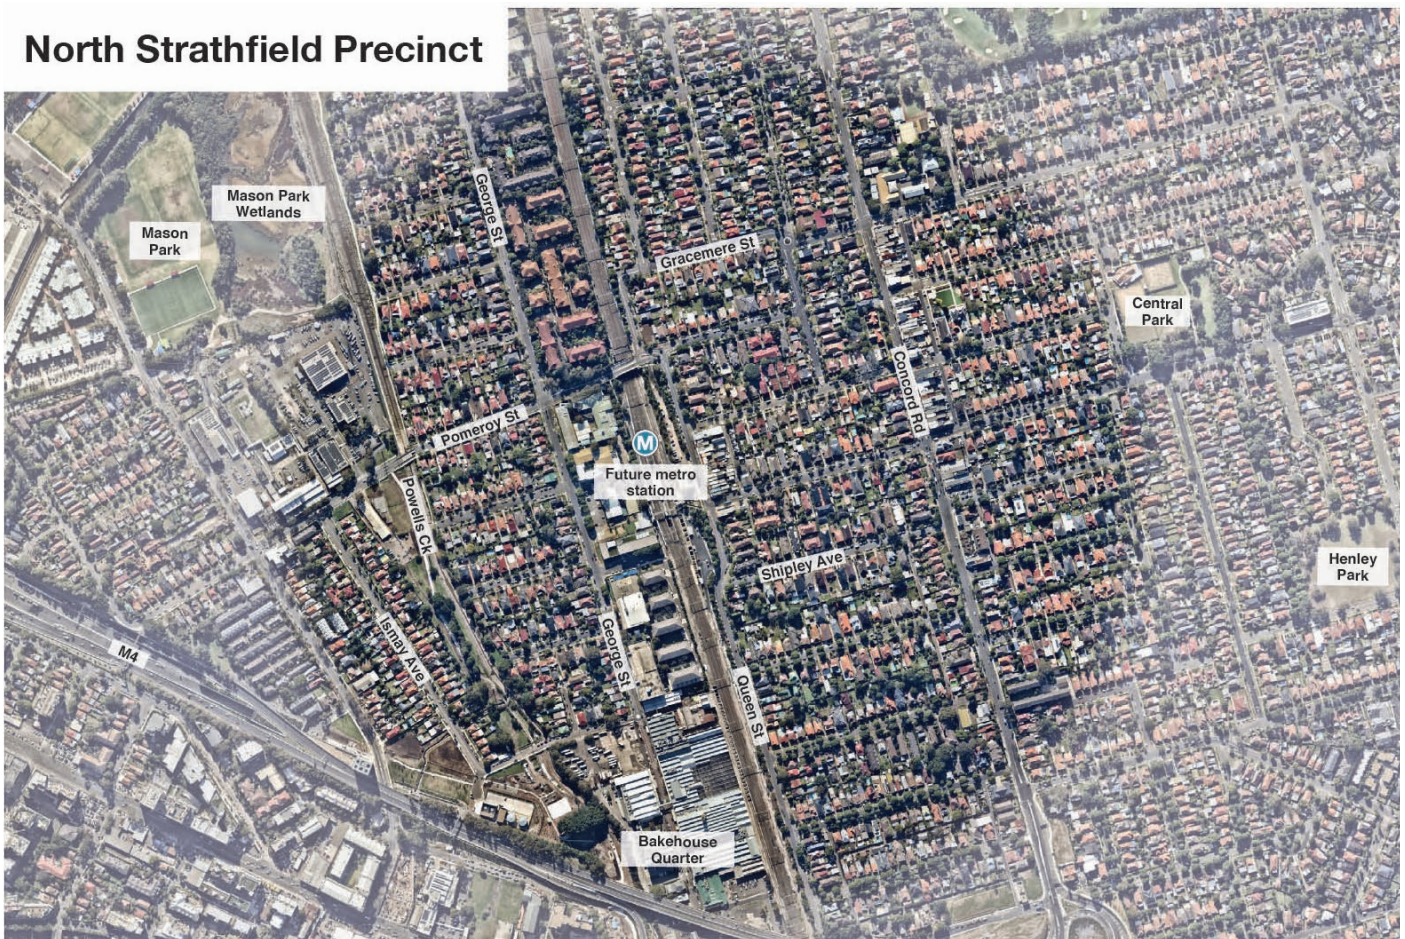 North Strathfield Precinct
Mason Park
Wetlands
George St
Mason
Park
Gracemere St
Central
Park
Concord Rd
Pomeroy St
M
Future metro
station
Powells Ck
Shipley Ave
Henley
Park
Ismay Ave
M4
George St
Queen St
Bakehouse
Quarter